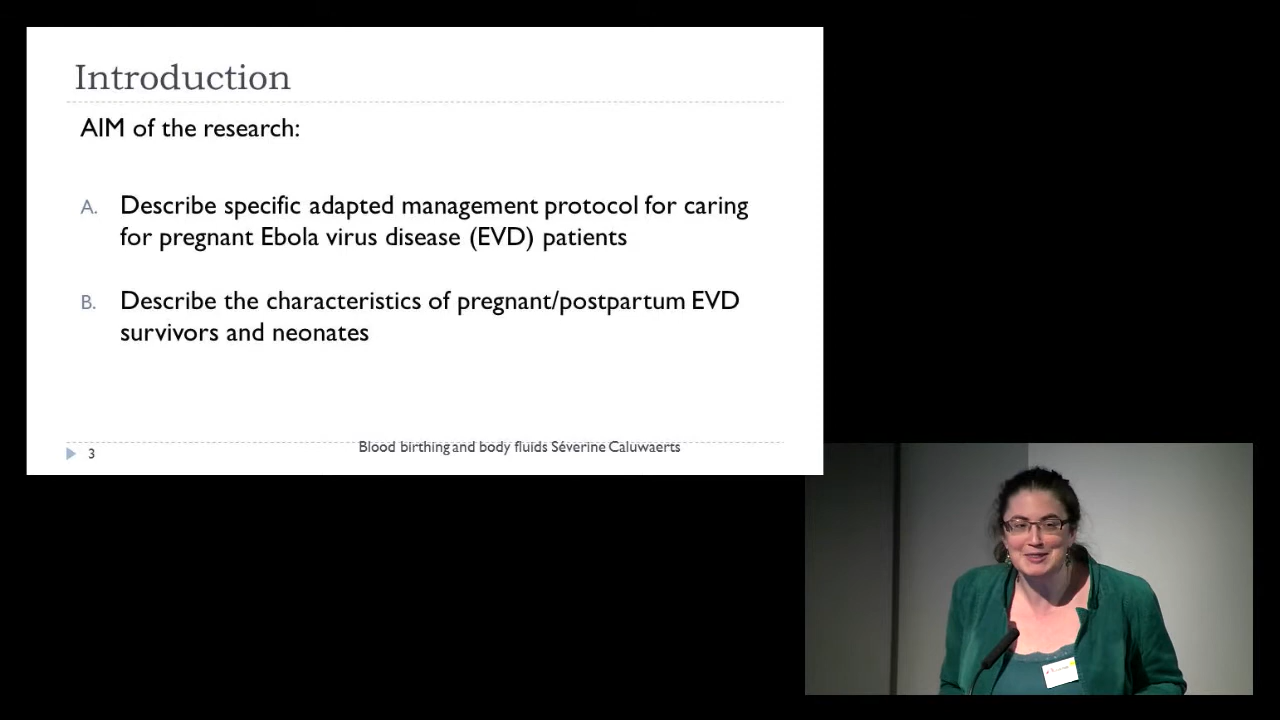 Introduction
AIM of the research:
A. Describe specific adapted management protocol for caring
for pregnant Ebola virus disease (EVD) patients
B. Describe the characteristics of pregnant/postpartum EVD
survivors and neonates
3
Blood birthing and body fluids Séverine Caluwaerts